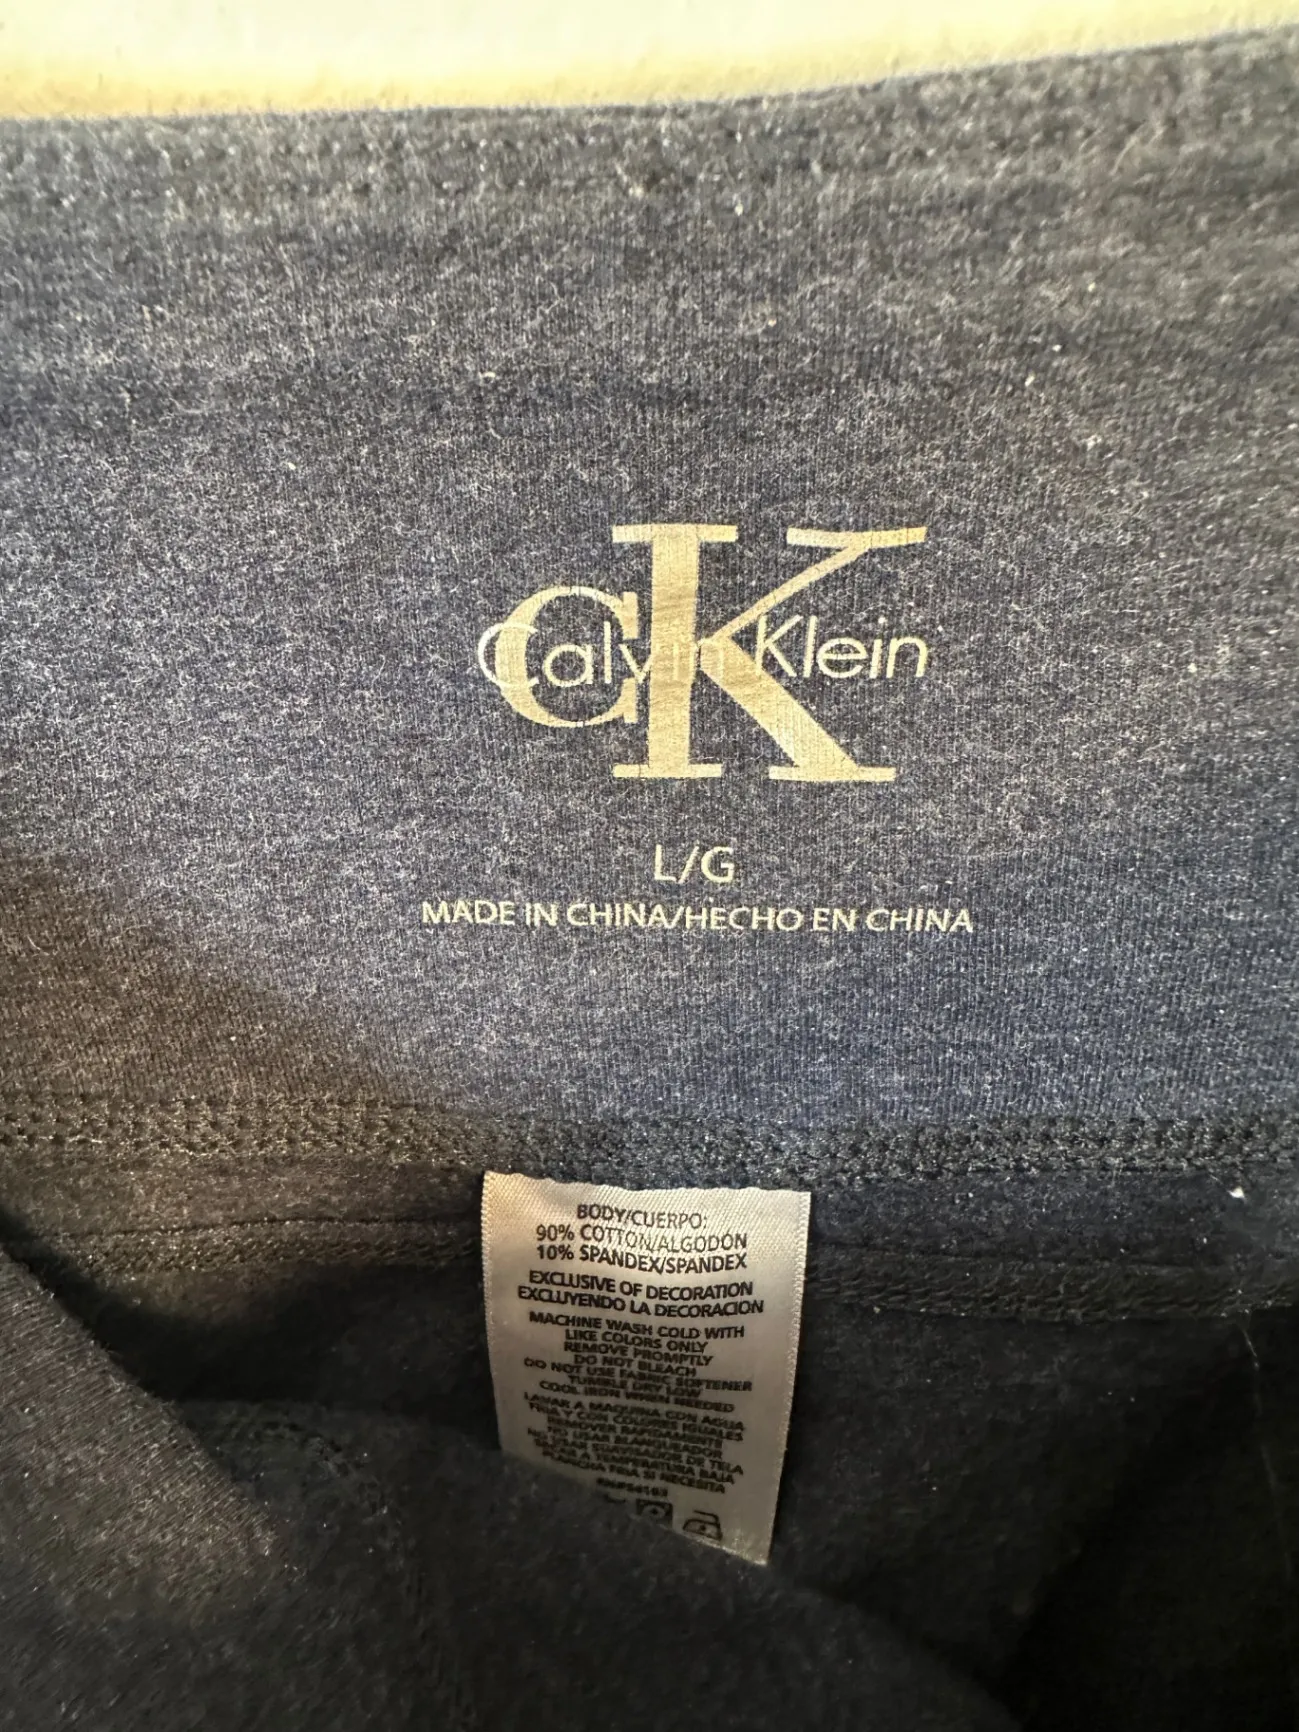 CK
Calvin Klein
L/G
MADE IN CHINA/HECHO EN CHINA
BODY/CUERPO:
90% COTTON/ALGODON
10% SPANDEX/SPANDEX
EXCLUSIVE OF DECORATION
EXCLUYENDO LA DECORACION
MACHINE WASH COLD WITH
LIKE COLORS ONLY
REMOVE PROMPTLY
DO NOT BLEACH
DO NOT USE FABRIC SOFTENER
TUMBLE DRY LOW
COOL IRON WHEN NEEDED
LAVAR A MAQUINA CON AGUA
FRIA Y CON COLORES IGUALES
REMOVER RAPIDAMENTE
NO USAR BLANQUEADOR
NO USAR SUAVIZADOR DE TELA
SECAR A TEMPERATURA BAJA
PLANCHA FRIA SI NECESITA